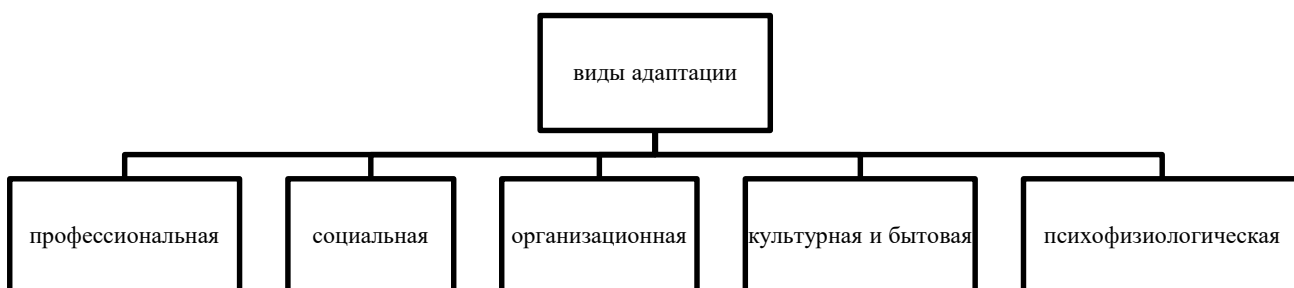 виды адаптации
профессиональная
социальная
организационная
культурная и бытовая
психофизиологическая